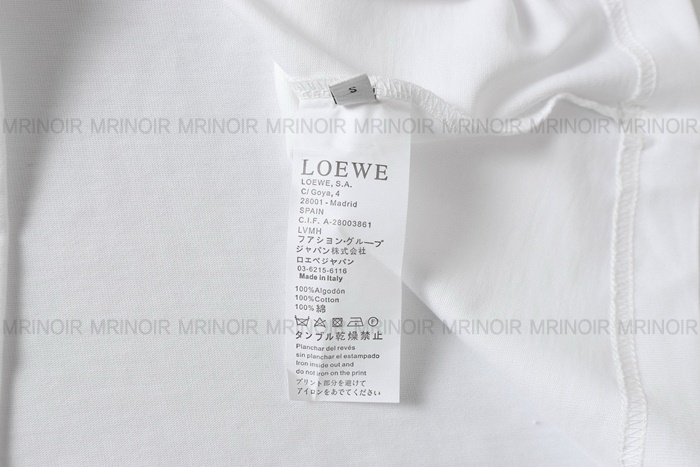 S
MRINOIR MRINOIR MRINOIR MRINOIR MRINOIR MRINOIR MRINOIR MRINOIR
LOEWE
LOEWE, S.A.
C/ Goya, 4
28001 - Madrid
SPAIN
C.I.F. A-28003861
LVMH
ファション・グループ
ジャパン株式会社
ロエベジャパン
03-6215-6116
Made in Italy
100%Algodón
100%Cotton
100%綿
MRINOIR MRINOIR MRINOIR MRINOIR MRINOIR MRINOIR MRINOIR MRINOIR
タンブル乾燥禁止
Planchar del revés
sin planchar el estampado
Iron inside out and
do not iron on the print
プリント部分を避けて
アイロンをあでてください